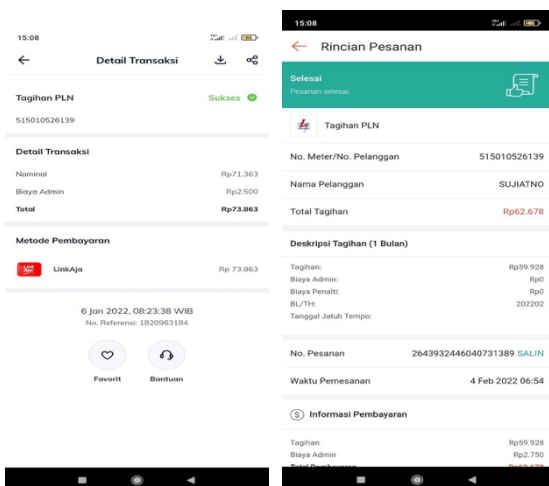 15:08
Detail Transaksi
Tagihan PLN Sukses
515010526139
Detail Transaksi
Nominal Rp71.363
Biaya Admin Rp2.500
Total Rp73.863
Metode Pembayaran
LinkAja Rp 73.863
6 Jan 2022, 08:23:38 WIB
No. Referensi: 1820963184
Favorit Bantuan
15:08
Rincian Pesanan
Selesai
Pesanan selesai
Tagihan PLN
No. Meter/No. Pelanggan 515010526139
Nama Pelanggan SUJIATNO
Total Tagihan Rp62.678
Deskripsi Tagihan (1 Bulan)
Tagihan: Rp59.928
Biaya Admin: Rp0
Biaya Penalti: Rp0
BL/TH: 202202
Tanggal Jatuh Tempo:
No. Pesanan 2643932446040731389 SALIN
Waktu Pemesanan 4 Feb 2022 06:54
Informasi Pembayaran
Tagihan Rp59.928
Biaya Admin Rp2.750
Total Pembayaran Rp62.678